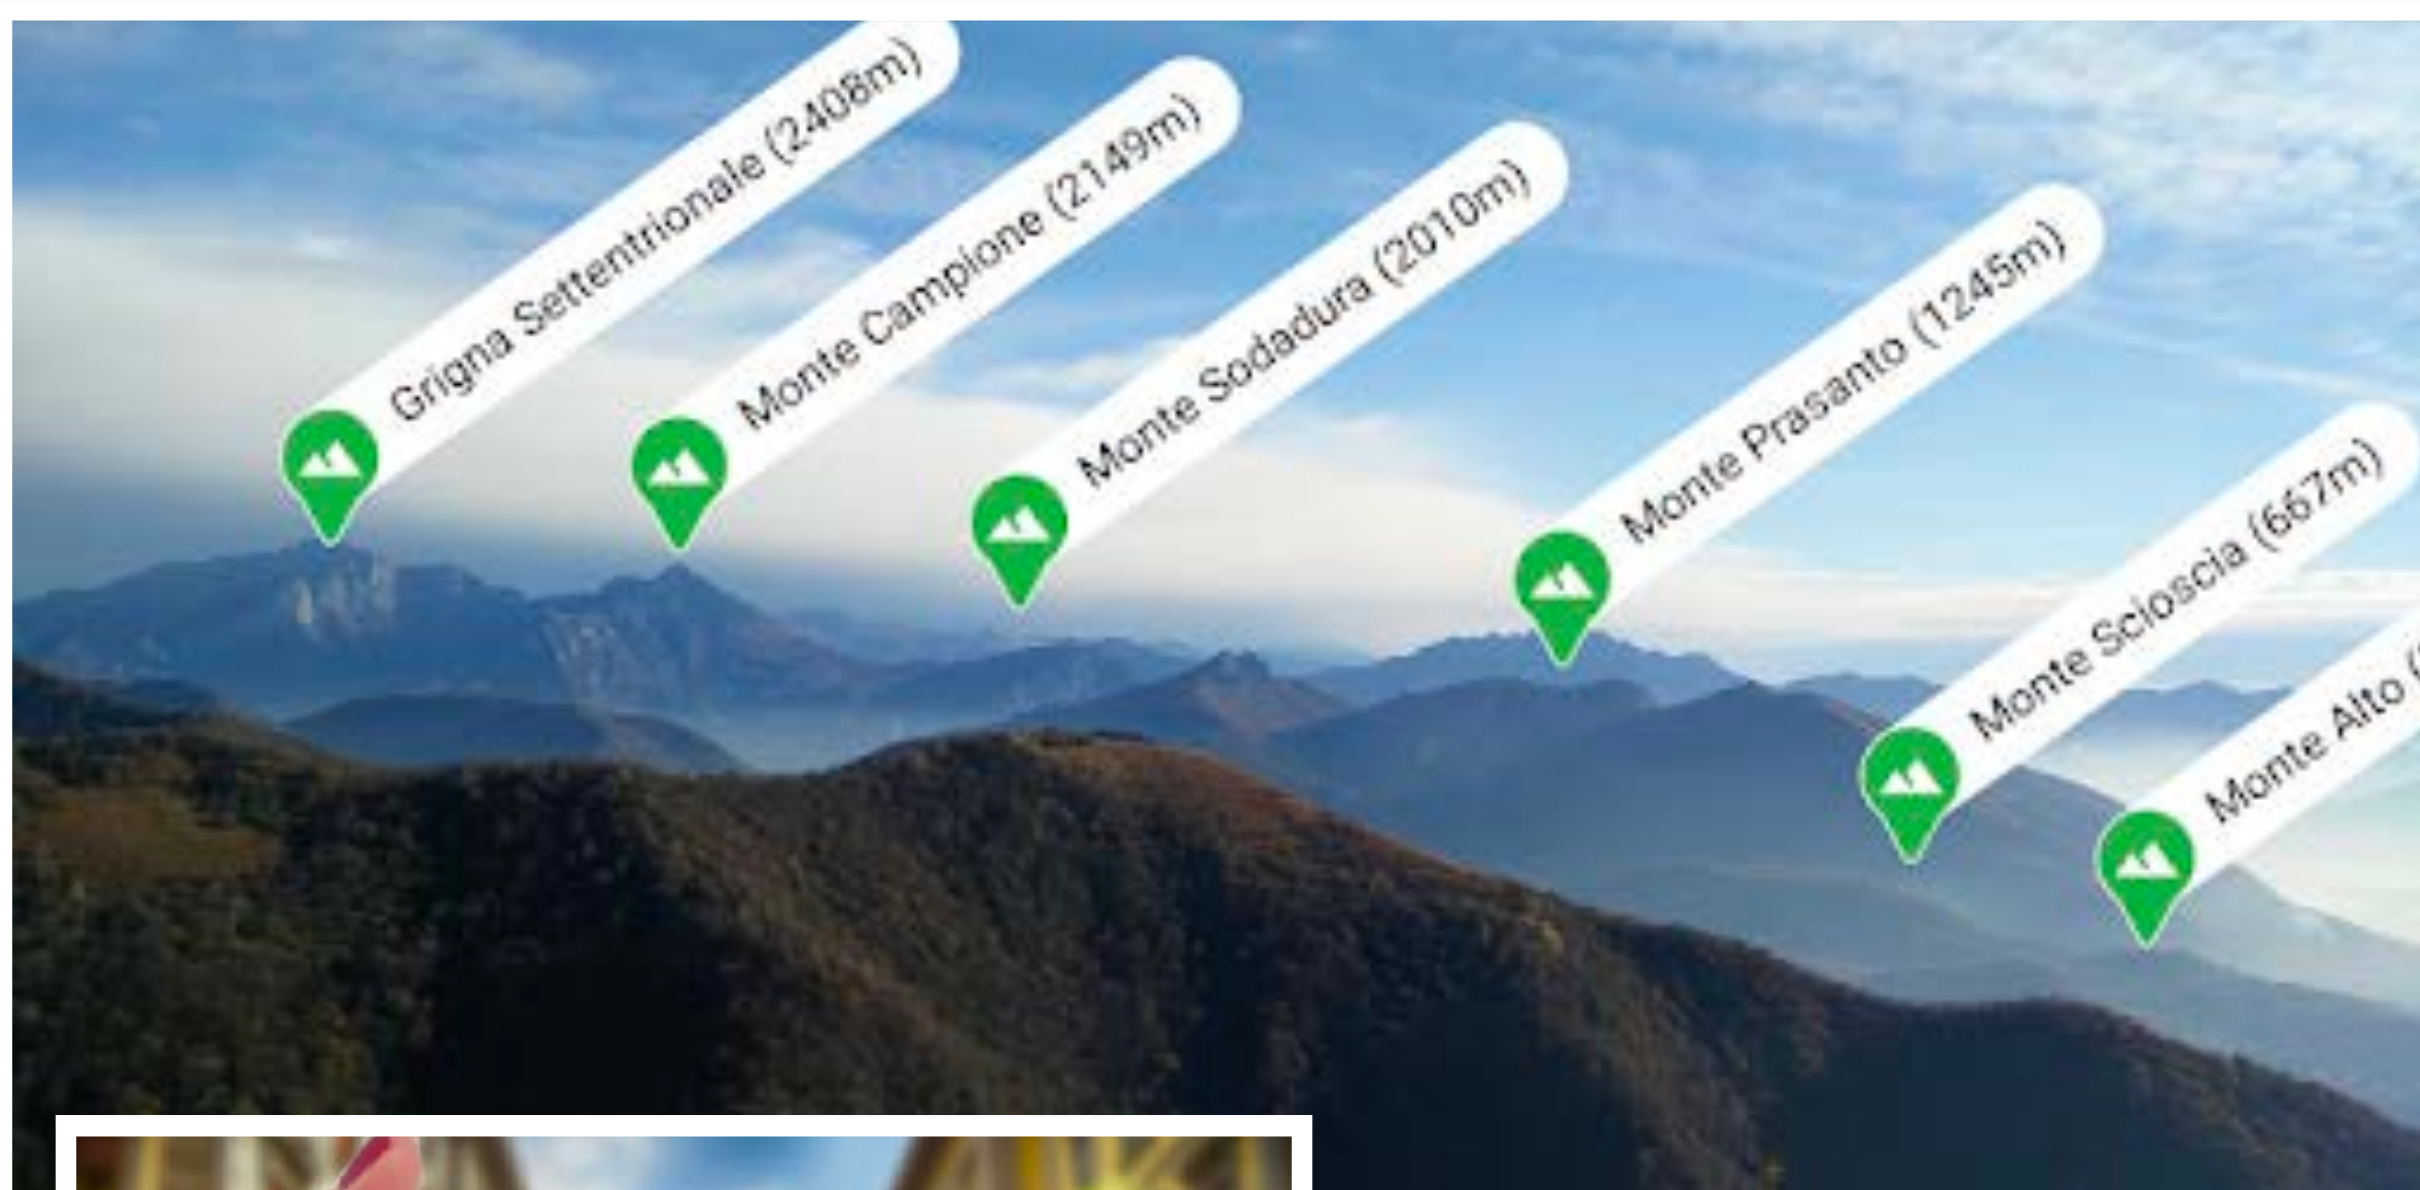 Grigna Settentrionale (2408m)
Monte Campione (2149m)
Monte Sodadura (2010m)
Monte Prasanto (1245m)
Monte Scioscia (667m)
Monte Alto (